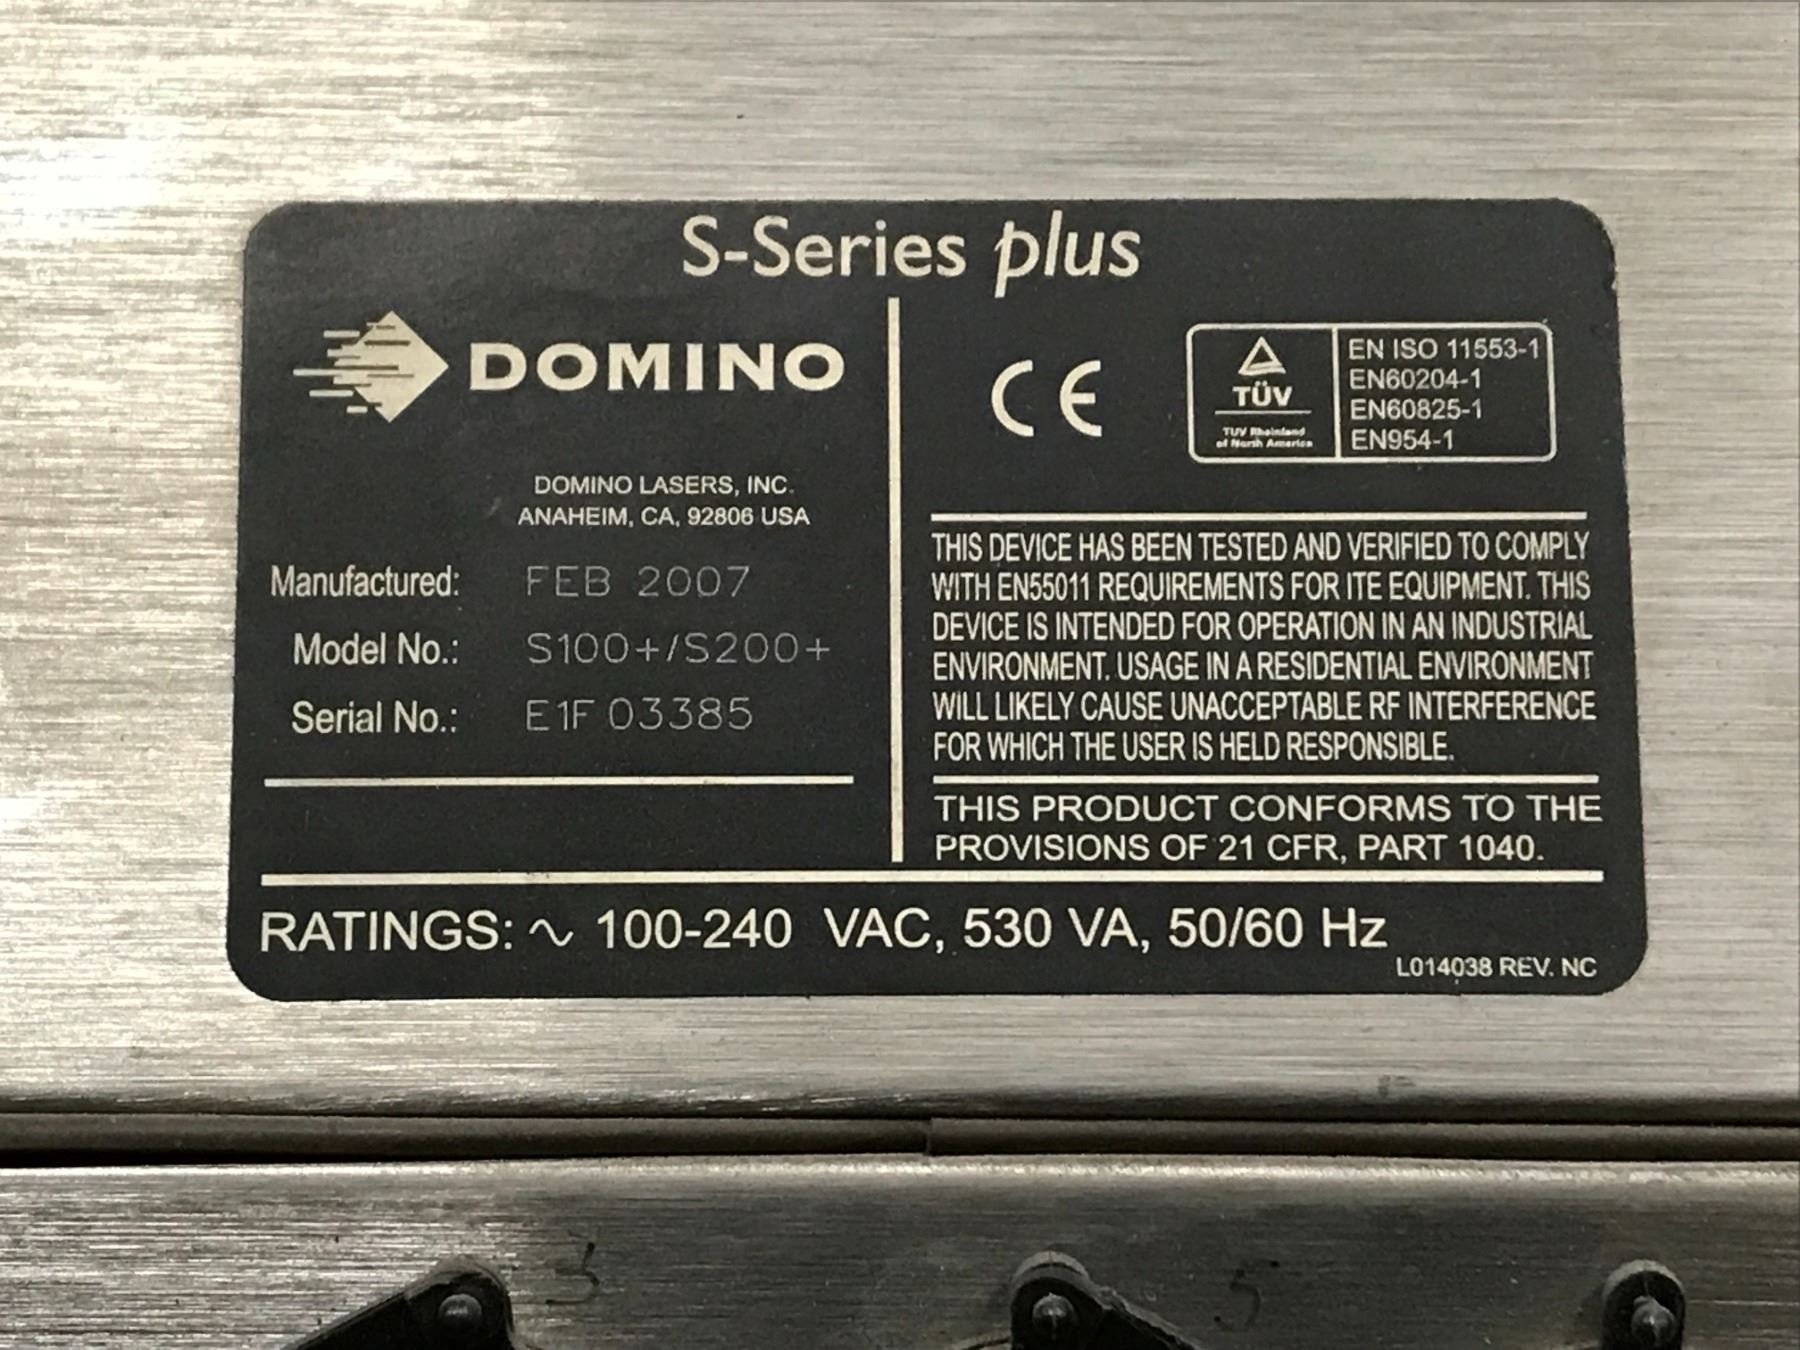 S-Series plus
DOMINO
DOMINO LASERS, INC.
ANAHEIM, CA, 92806 USA
Manufactured: FEB 2007
Model No.: S100+/S200+
Serial No.: E1F 03385
CE
TÜV
TUV Rheinland
of North America
EN ISO 11553-1
EN60204-1
EN60825-1
EN954-1
THIS DEVICE HAS BEEN TESTED AND VERIFIED TO COMPLY
WITH EN55011 REQUIREMENTS FOR ITE EQUIPMENT. THIS
DEVICE IS INTENDED FOR OPERATION IN AN INDUSTRIAL
ENVIRONMENT. USAGE IN A RESIDENTIAL ENVIRONMENT
WILL LIKELY CAUSE UNACCEPTABLE RF INTERFERENCE
FOR WHICH THE USER IS HELD RESPONSIBLE.
THIS PRODUCT CONFORMS TO THE
PROVISIONS OF 21 CFR, PART 1040.
RATINGS: ~ 100-240 VAC, 530 VA, 50/60 Hz
L014038 REV. NC
3
5